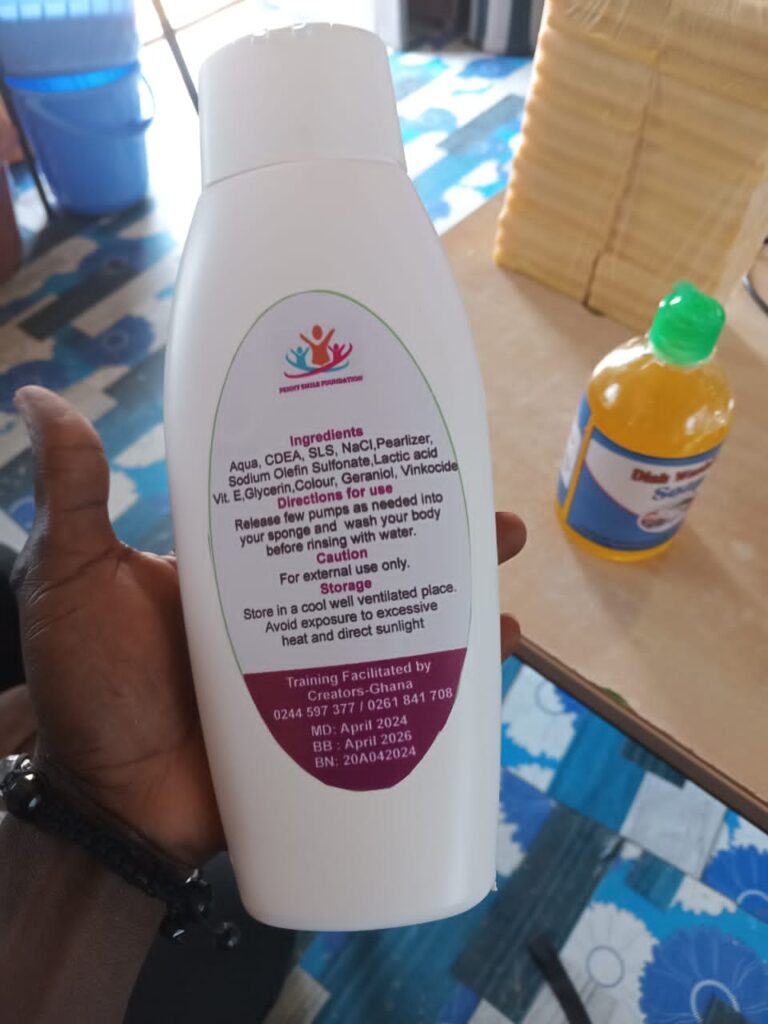 PENNY SMILE FOUNDATION
Ingredients
Aqua, CDEA, SLS, NaCl,Pearlizer,
Sodium Olefin Sulfonate,Lactic acid
Vit. E,Glycerin,Colour, Geraniol, Vinkocide
Directions for use
Release few pumps as needed into
your sponge and wash your body
before rinsing with water.
Caution
For external use only.
Storage
Store in a cool well ventilated place.
Avoid exposure to excessive
heat and direct sunlight
Training Facilitated by
Creators-Ghana
0244 597 377 / 0261 841 708
MD: April 2024
BB : April 2026
BN: 20A042024
Dish